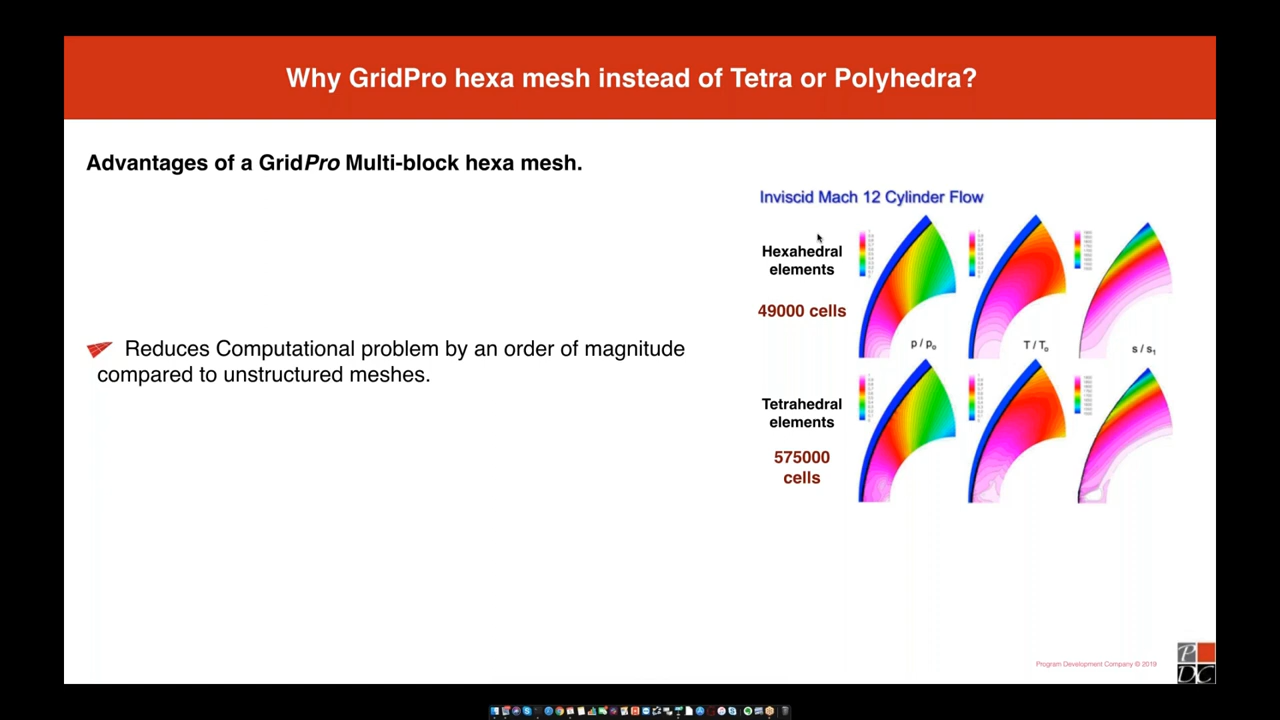 Why GridPro hexa mesh instead of Tetra or Polyhedra?
Advantages of a GridPro Multi-block hexa mesh.
Reduces Computational problem by an order of magnitude
compared to unstructured meshes.
Inviscid Mach 12 Cylinder Flow
Hexahedral
elements
49000 cells
p / p₀
T / T₀
s / s₁
Tetrahedral
elements
575000
cells
Program Development Company © 2019
PDC